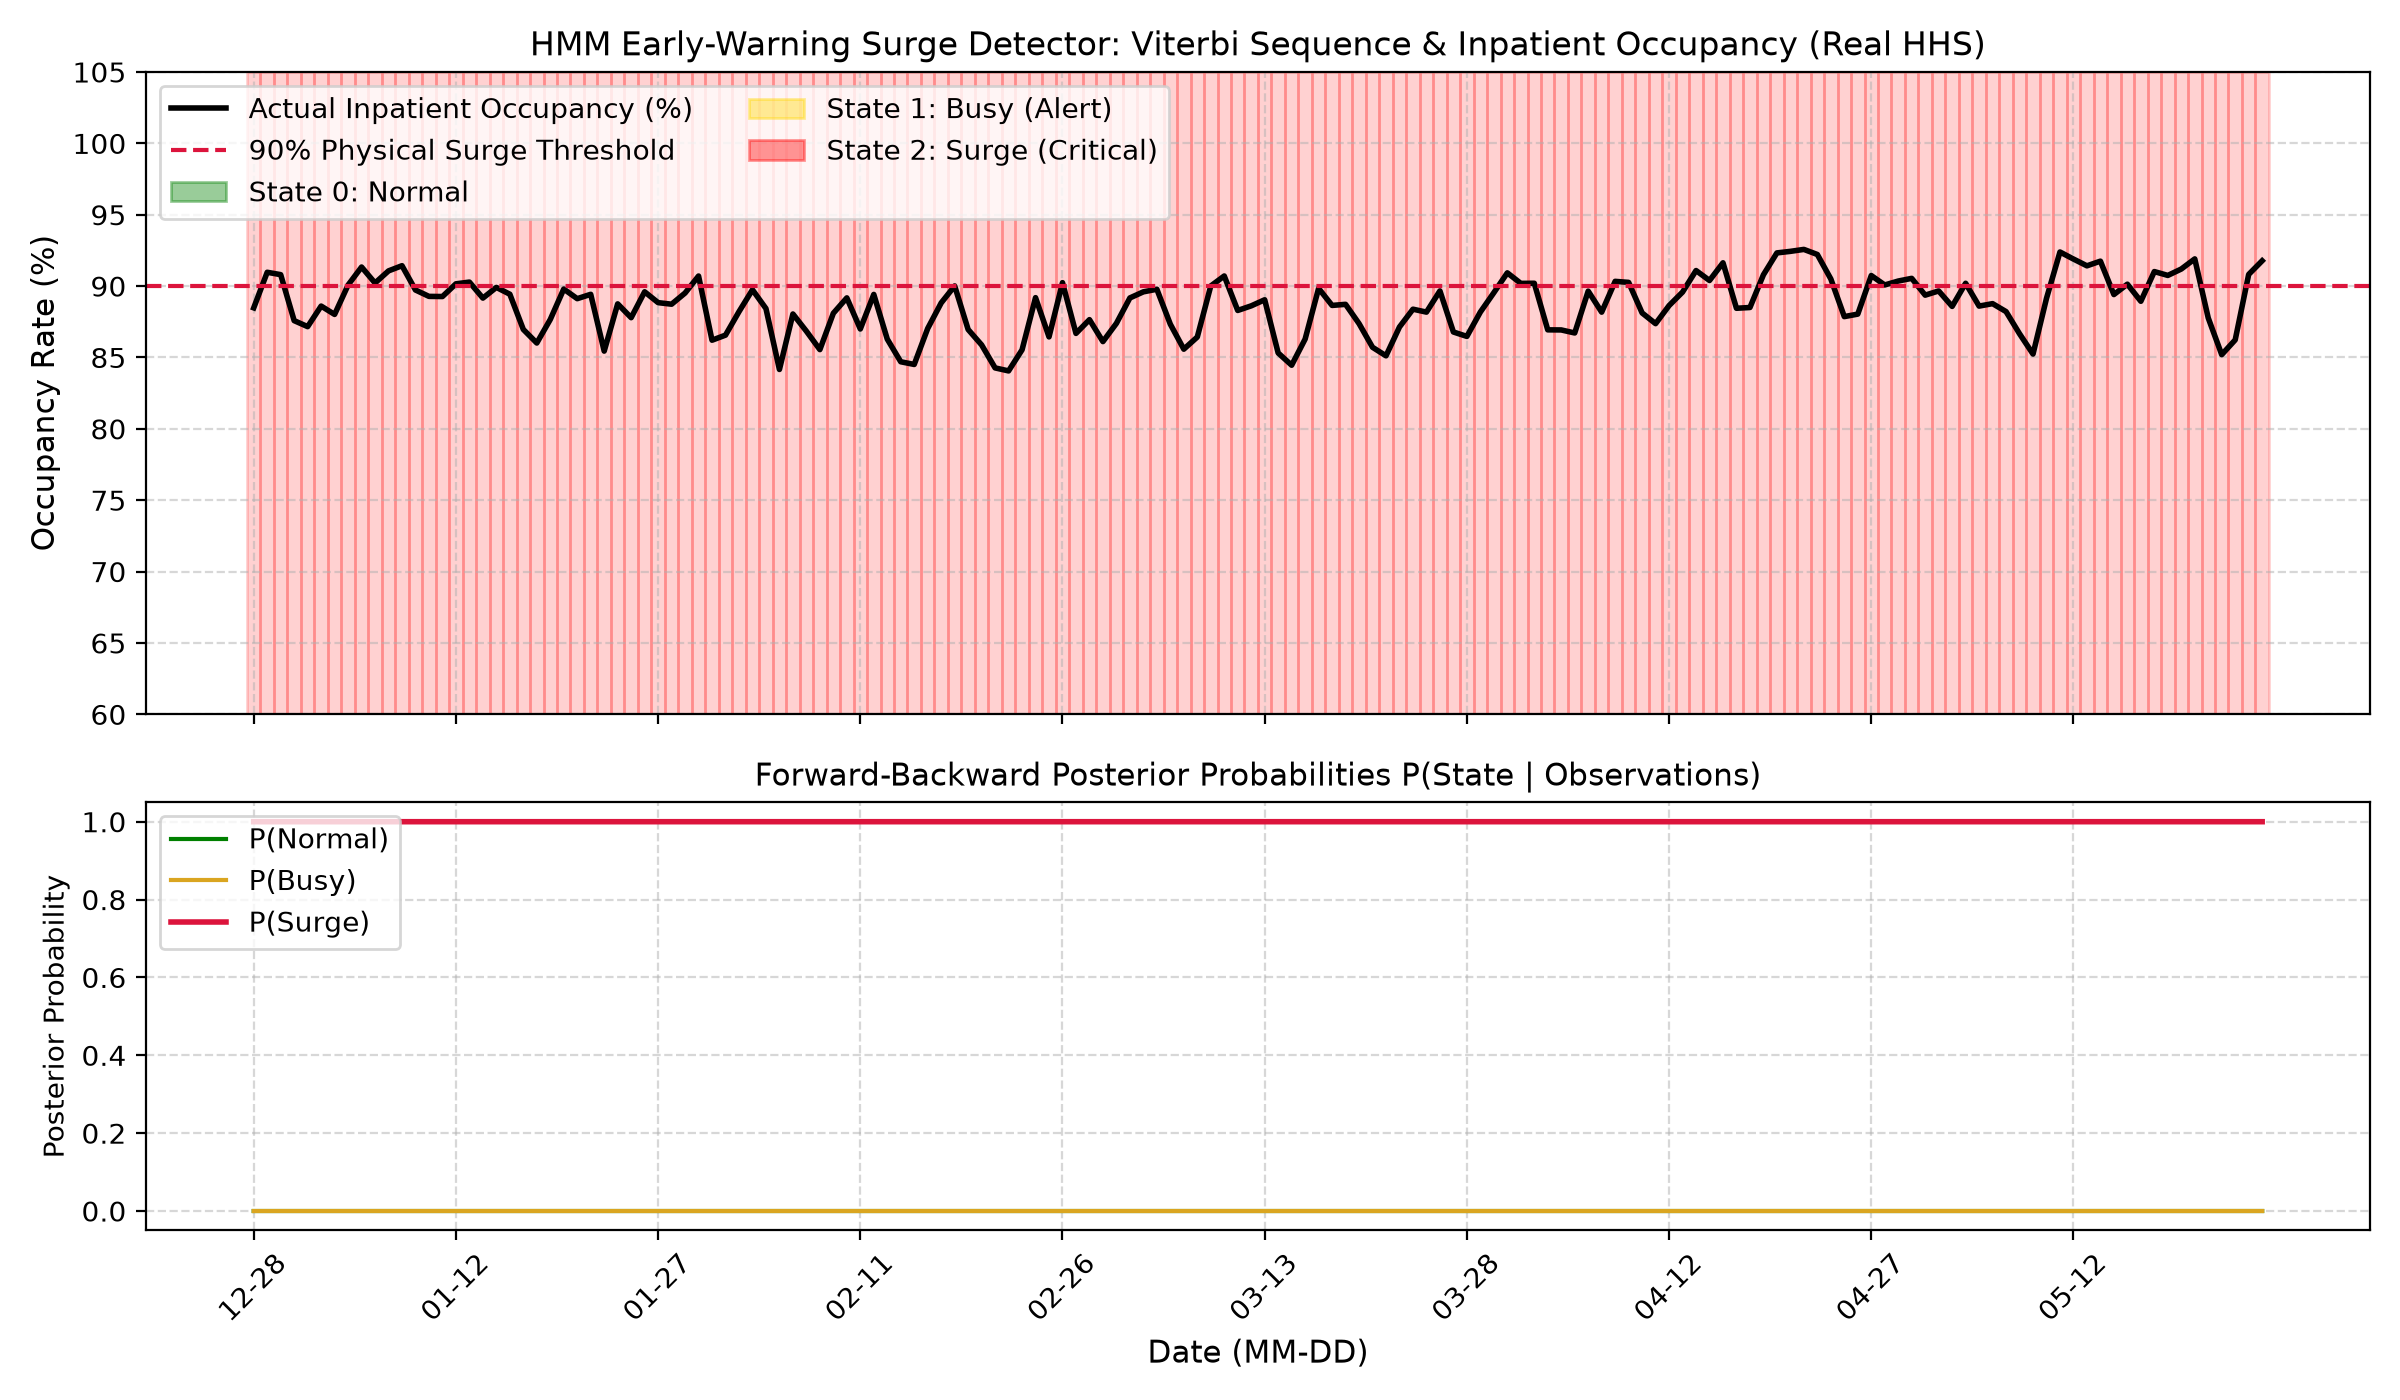 HMM Early-Warning Surge Detector: Viterbi Sequence & Inpatient Occupancy (Real HHS)
Occupancy Rate (%)
105
100
95
90
85
80
75
70
65
60
Actual Inpatient Occupancy (%)
90% Physical Surge Threshold
State 0: Normal
State 1: Busy (Alert)
State 2: Surge (Critical)
Forward-Backward Posterior Probabilities P(State | Observations)
Posterior Probability
1.0
0.8
0.6
0.4
0.2
0.0
P(Normal)
P(Busy)
P(Surge)
12-28
01-12
01-27
02-11
02-26
03-13
03-28
04-12
04-27
05-12
Date (MM-DD)